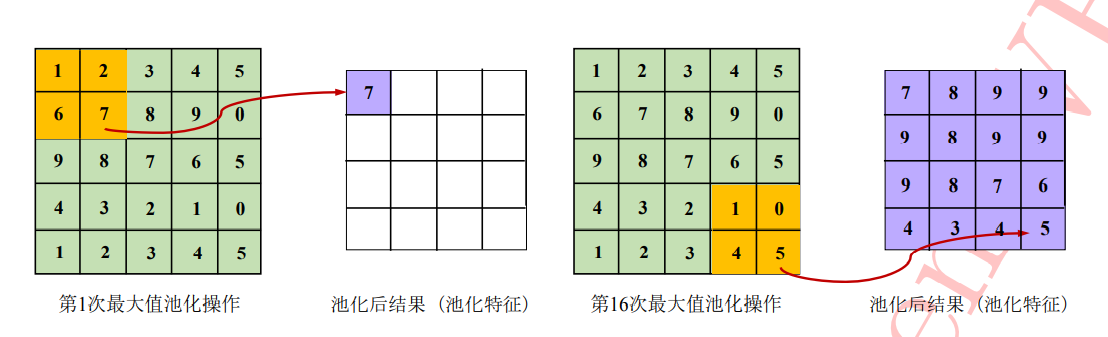 1 2 3 4 5
6 7 8 9 0
9 8 7 6 5
4 3 2 1 0
1 2 3 4 5
第1次最大值池化操作
7
池化后结果（池化特征）
1 2 3 4 5
6 7 8 9 0
9 8 7 6 5
4 3 2 1 0
1 2 3 4 5
第16次最大值池化操作
7 8 9 9
9 8 9 9
9 8 7 6
4 3 4 5
池化后结果（池化特征）